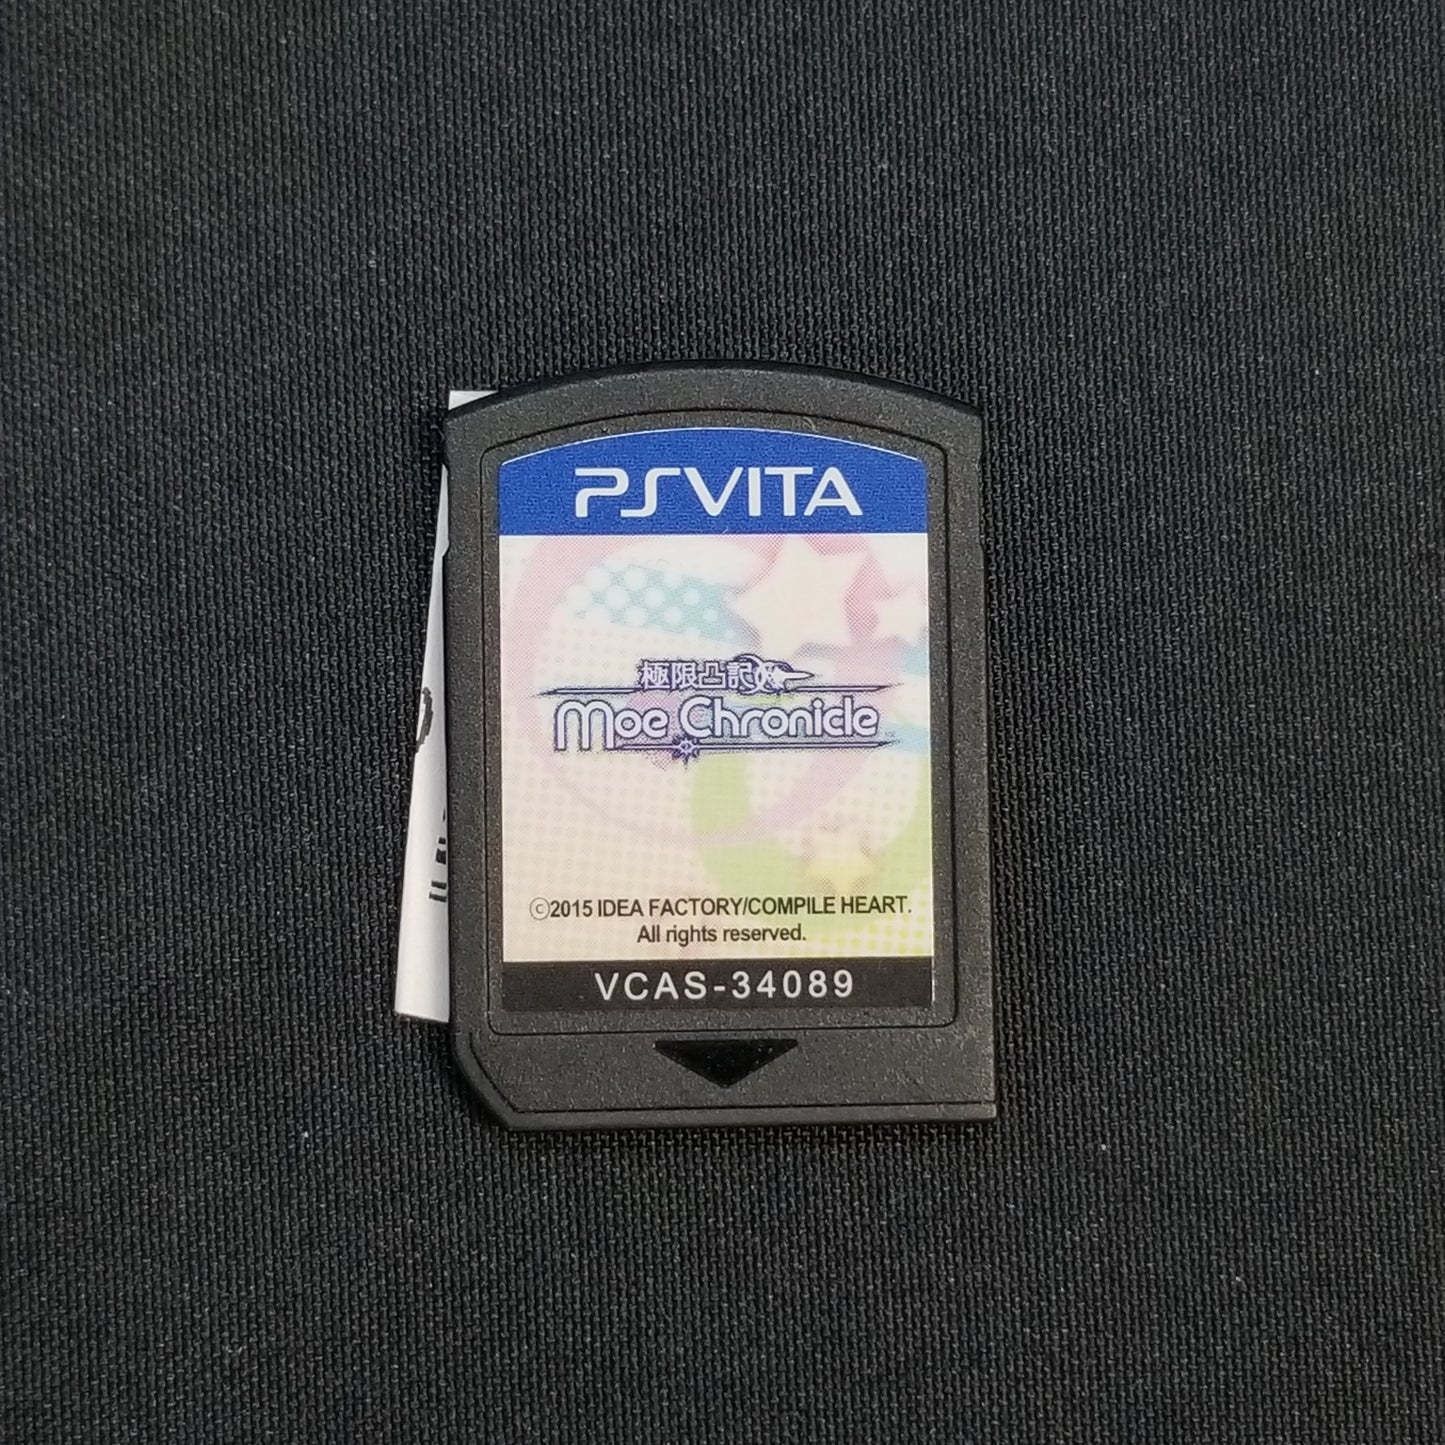 PSVITA
極限凸記
Moe Chronicle
©2015 IDEA FACTORY/COMPILE HEART.
All rights reserved.
VCAS-34089